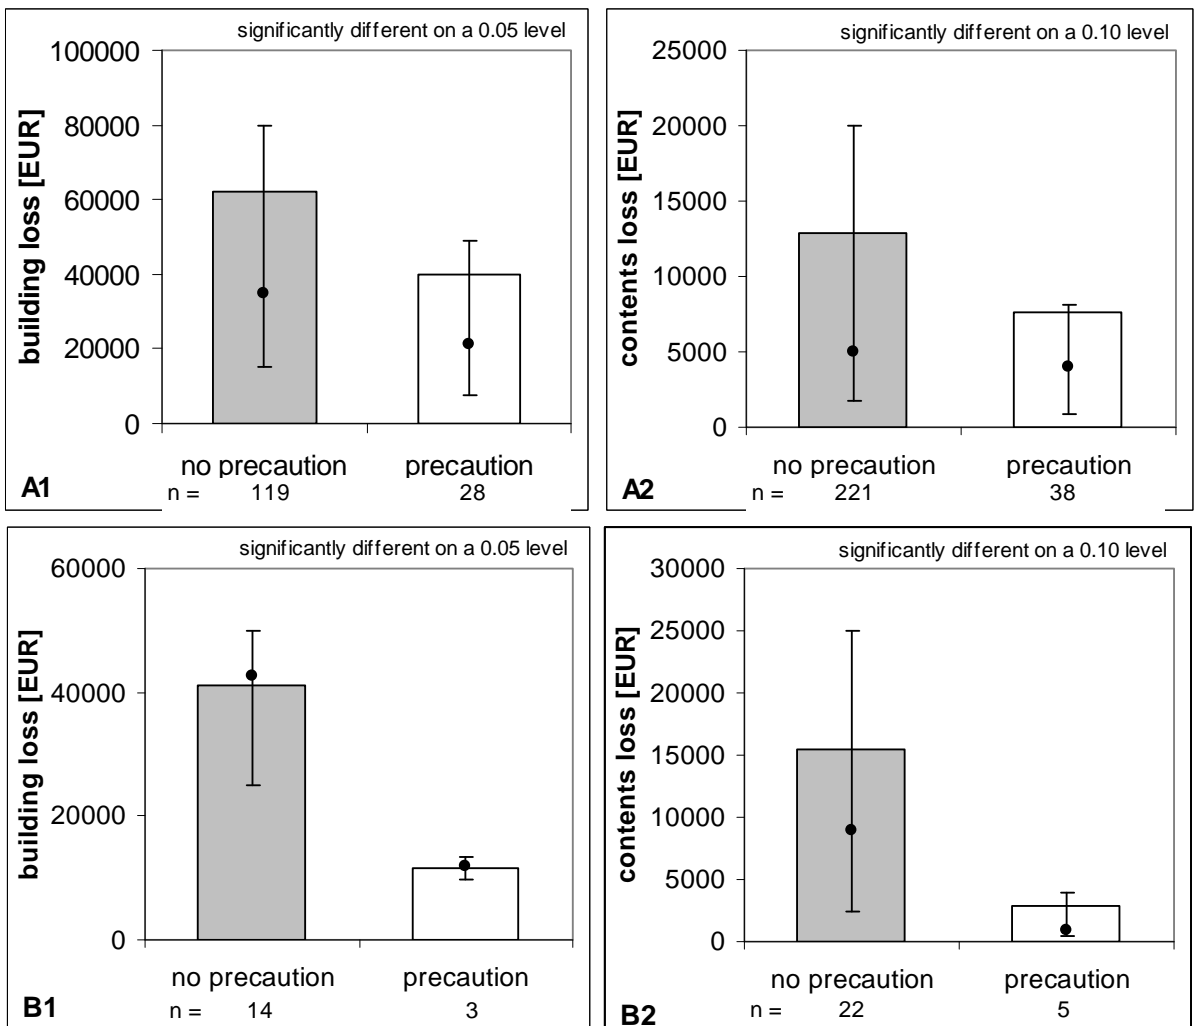 significantly different on a 0.05 level
100000
80000
60000
40000
20000
0
building loss [EUR]
no precaution precaution
n = 119 28
A1
significantly different on a 0.10 level
25000
20000
15000
10000
5000
0
contents loss [EUR]
no precaution precaution
n = 221 38
A2
significantly different on a 0.05 level
60000
40000
20000
0
building loss [EUR]
no precaution precaution
n = 14 3
B1
significantly different on a 0.10 level
30000
25000
20000
15000
10000
5000
0
contents loss [EUR]
no precaution precaution
n = 22 5
B2